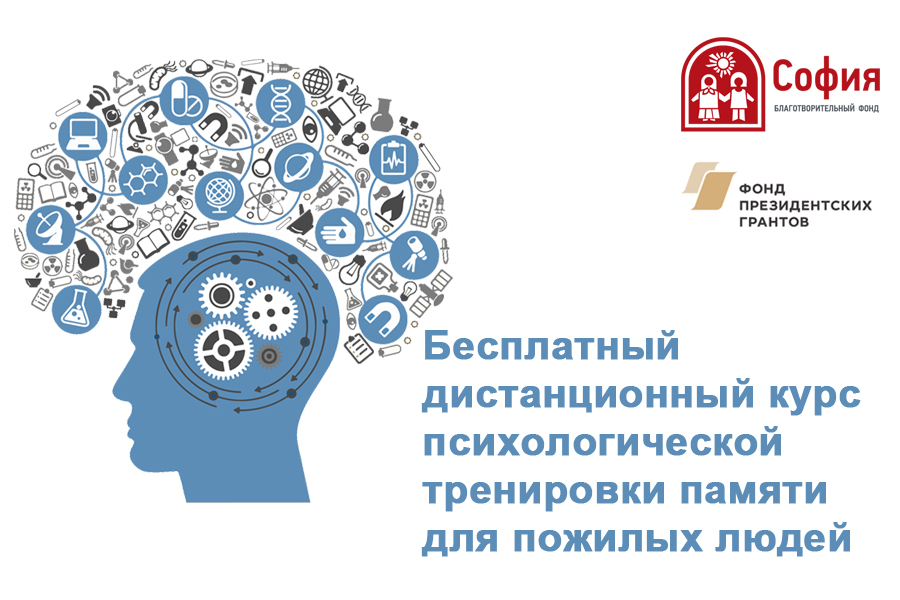 София
БЛАГОТВОРИТЕЛЬНЫЙ ФОНД
ФОНД
ПРЕЗИДЕНТСКИХ
ГРАНТОВ
Бесплатный
дистанционный курс
психологической
тренировки памяти
для пожилых людей